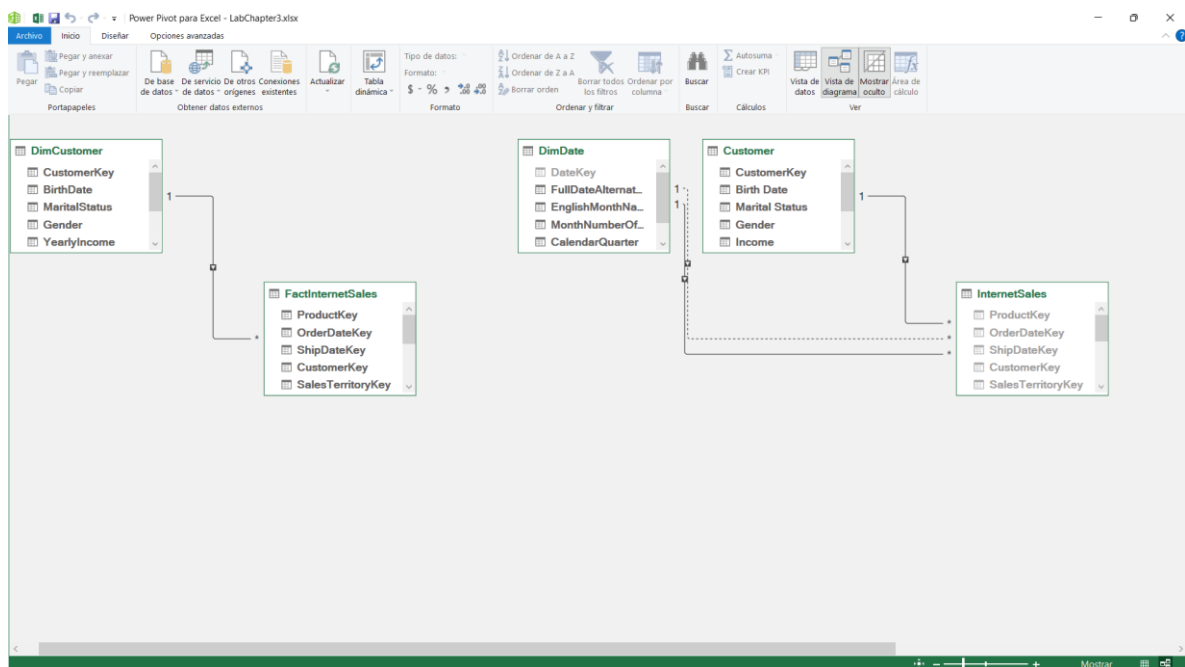 Power Pivot para Excel - LabChapter3.xlsx
Archivo Inicio Diseñar Opciones avanzadas
Pegar
Pegar y anexar
Pegar y reemplazar
Copiar
Portapapeles
De base de datos
De servicio de datos
De otros orígenes
Conexiones existentes
Obtener datos externos
Actualizar
Tabla dinámica
Tipo de datos:
Formato:
$ - % ,
Formato
Ordenar de A a Z
Ordenar de Z a A
Borrar orden
Borrar todos los filtros
Ordenar por columna
Ordenar y filtrar
Buscar
Buscar
Autosuma
Crear KPI
Cálculos
Vista de datos
Vista de diagrama
Mostrar oculto
Área de cálculo
Ver
DimCustomer
CustomerKey
BirthDate
MaritalStatus
Gender
YearlyIncome
1
*
FactInternetSales
ProductKey
OrderDateKey
ShipDateKey
CustomerKey
SalesTerritoryKey
DimDate
DateKey
FullDateAlternat...
EnglishMonthNa...
MonthNumberOf...
CalendarQuarter
1
1
Customer
CustomerKey
Birth Date
Marital Status
Gender
Income
1
*
*
*
InternetSales
ProductKey
OrderDateKey
ShipDateKey
CustomerKey
SalesTerritoryKey
Mostrar